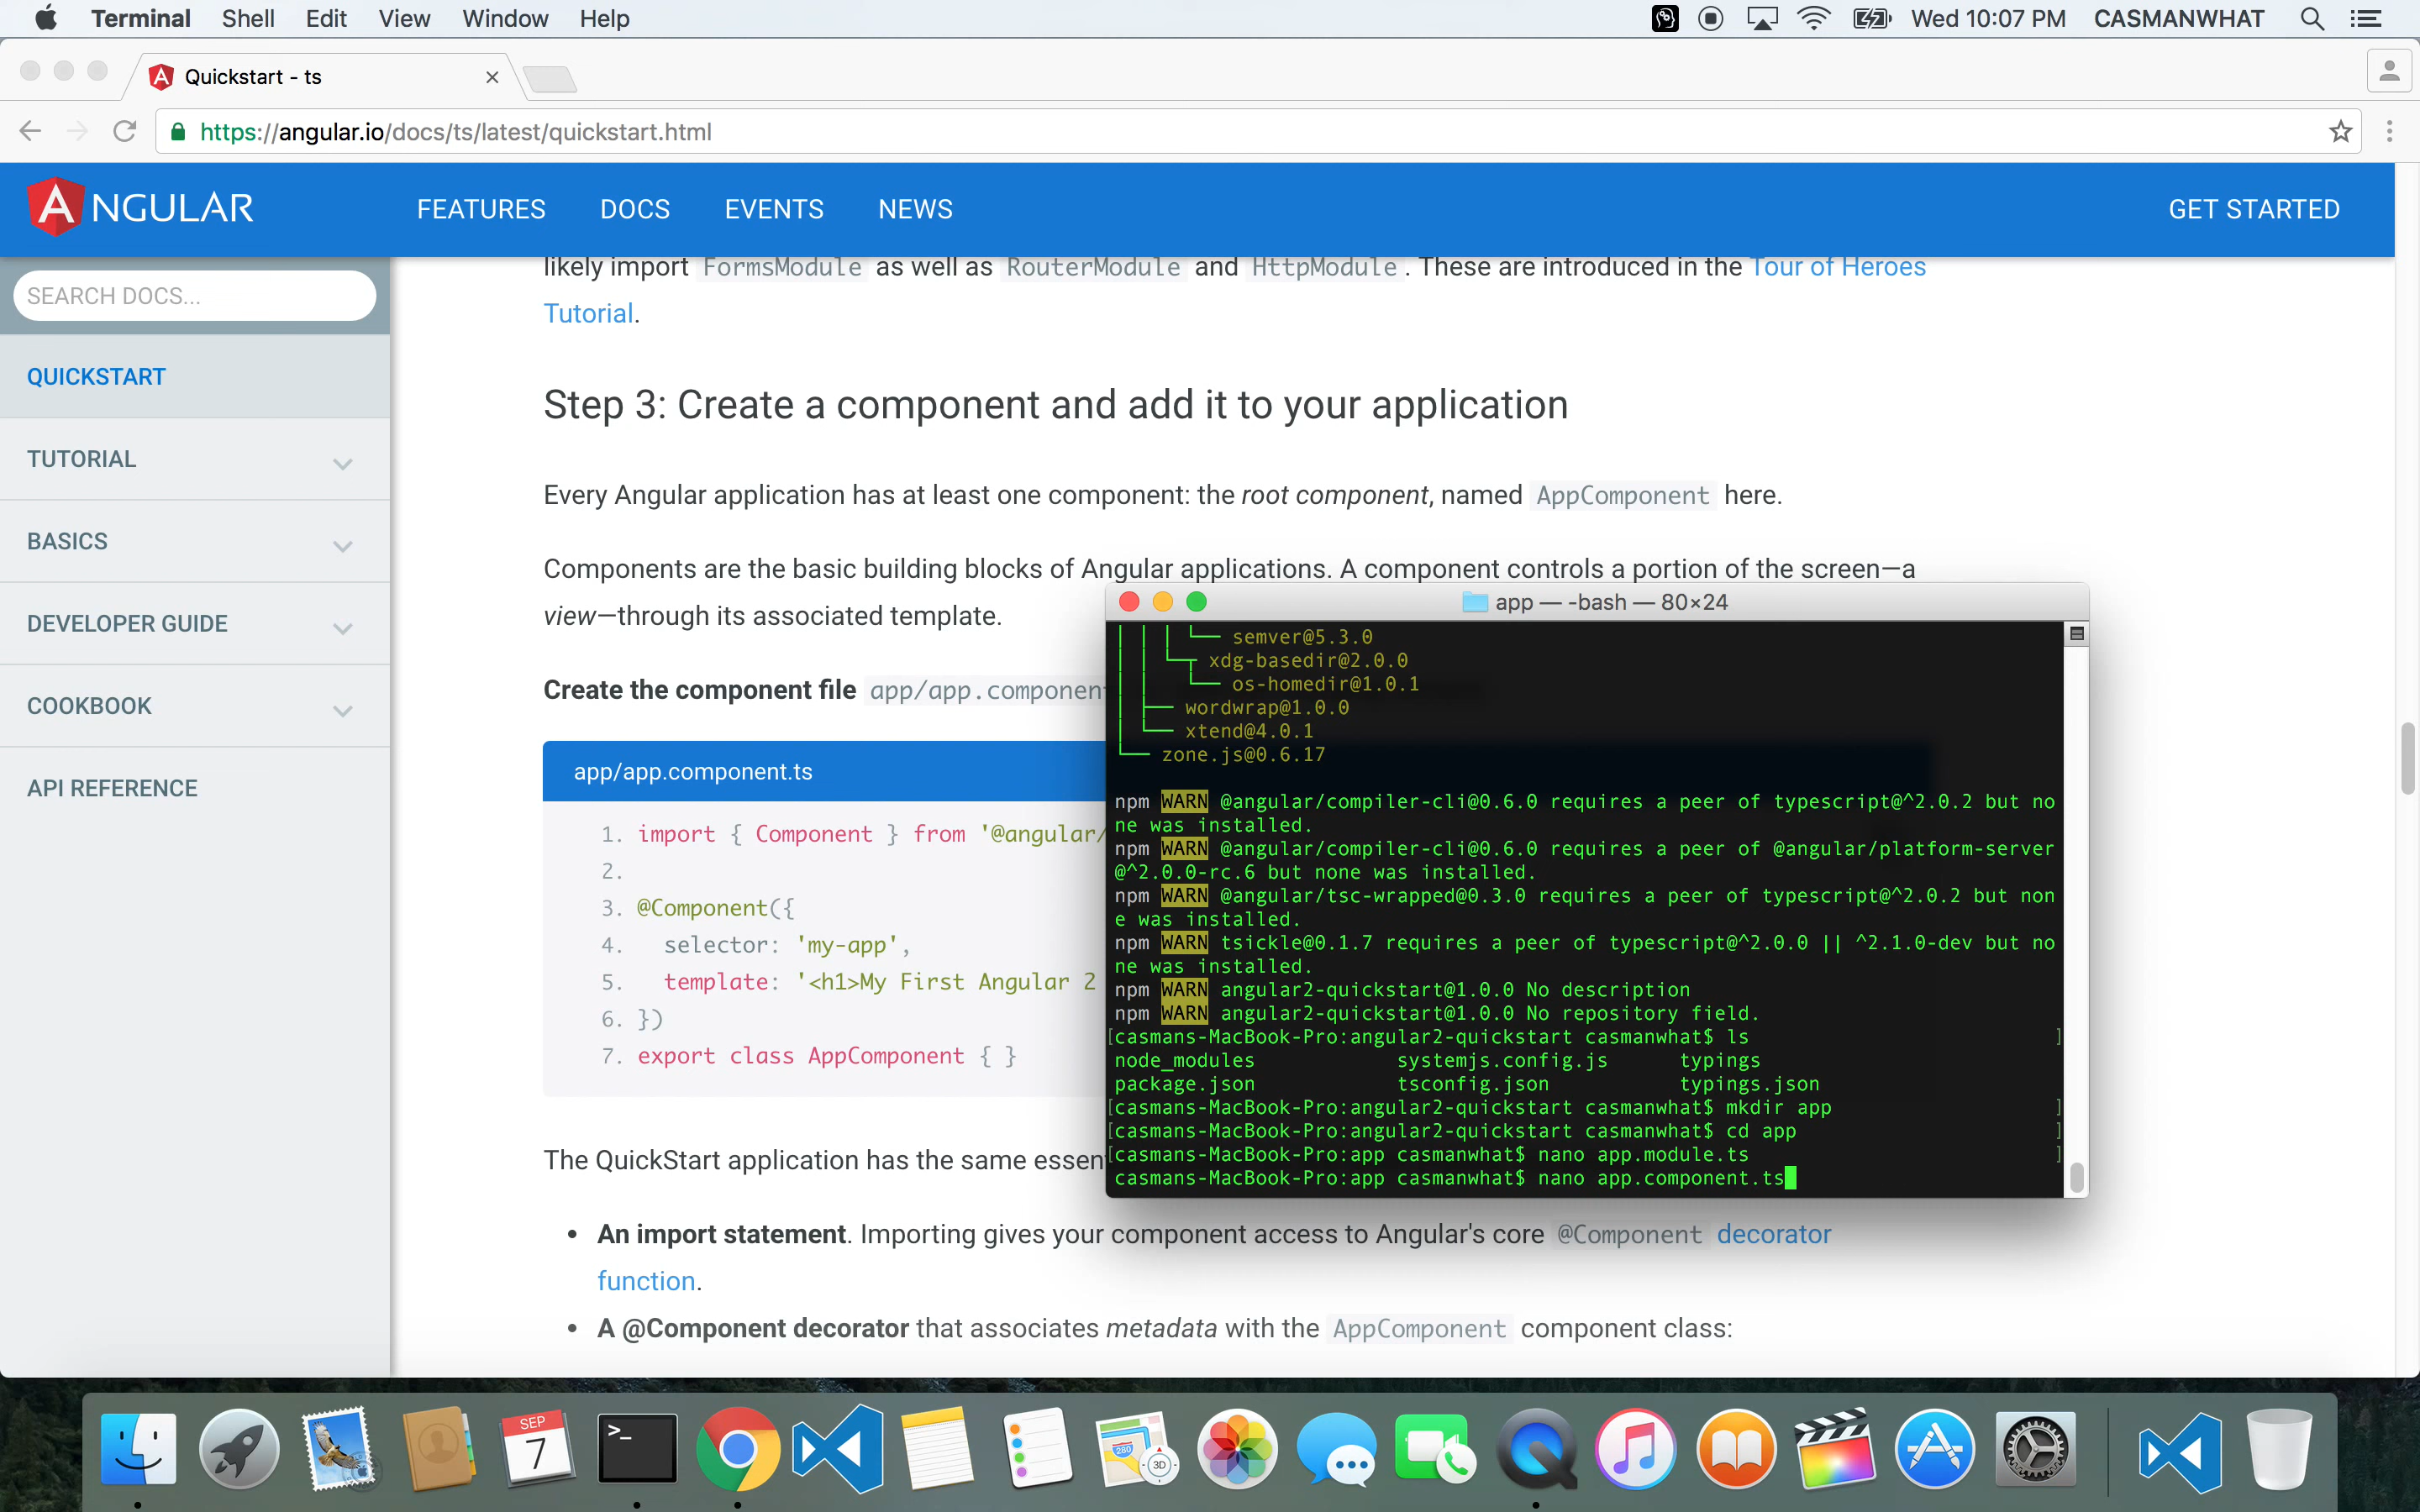 Terminal Shell Edit View Window Help Wed 10:07 PM CASMANWHAT
Quickstart - ts
https://angular.io/docs/ts/latest/quickstart.html
ANGULAR FEATURES DOCS EVENTS NEWS GET STARTED
SEARCH DOCS...
QUICKSTART
TUTORIAL
BASICS
DEVELOPER GUIDE
COOKBOOK
API REFERENCE
likely import FormsModule as well as RouterModule and HttpModule. These are introduced in the Tour of Heroes
Tutorial.
Step 3: Create a component and add it to your application
Every Angular application has at least one component: the root component, named AppComponent here.
Components are the basic building blocks of Angular applications. A component controls a portion of the screen—a
view—through its associated template.
Create the component file app/app.component
app/app.component.ts
1. import { Component } from '@angular/
2.
3. @Component({
4. selector: 'my-app',
5. template: '<h1>My First Angular 2
6. })
7. export class AppComponent { }
The QuickStart application has the same essen
• An import statement. Importing gives your component access to Angular's core @Component decorator
function.
• A @Component decorator that associates metadata with the AppComponent component class:
app — -bash — 80×24
│ │ │ └── semver@5.3.0
│ │ └─┬ xdg-basedir@2.0.0
│ │   └── os-homedir@1.0.1
│ ├── wordwrap@1.0.0
│ └── xtend@4.0.1
└── zone.js@0.6.17
npm WARN @angular/compiler-cli@0.6.0 requires a peer of typescript@^2.0.2 but no
ne was installed.
npm WARN @angular/compiler-cli@0.6.0 requires a peer of @angular/platform-server
@^2.0.0-rc.6 but none was installed.
npm WARN @angular/tsc-wrapped@0.3.0 requires a peer of typescript@^2.0.2 but non
e was installed.
npm WARN tsickle@0.1.7 requires a peer of typescript@^2.0.0 || ^2.1.0-dev but no
ne was installed.
npm WARN angular2-quickstart@1.0.0 No description
npm WARN angular2-quickstart@1.0.0 No repository field.
[casmans-MacBook-Pro:angular2-quickstart casmanwhat$ ls ]
node_modules systemjs.config.js typings
package.json tsconfig.json typings.json
[casmans-MacBook-Pro:angular2-quickstart casmanwhat$ mkdir app ]
[casmans-MacBook-Pro:angular2-quickstart casmanwhat$ cd app ]
[casmans-MacBook-Pro:app casmanwhat$ nano app.module.ts ]
casmans-MacBook-Pro:app casmanwhat$ nano app.component.ts
SEP
7
>_
280
3D